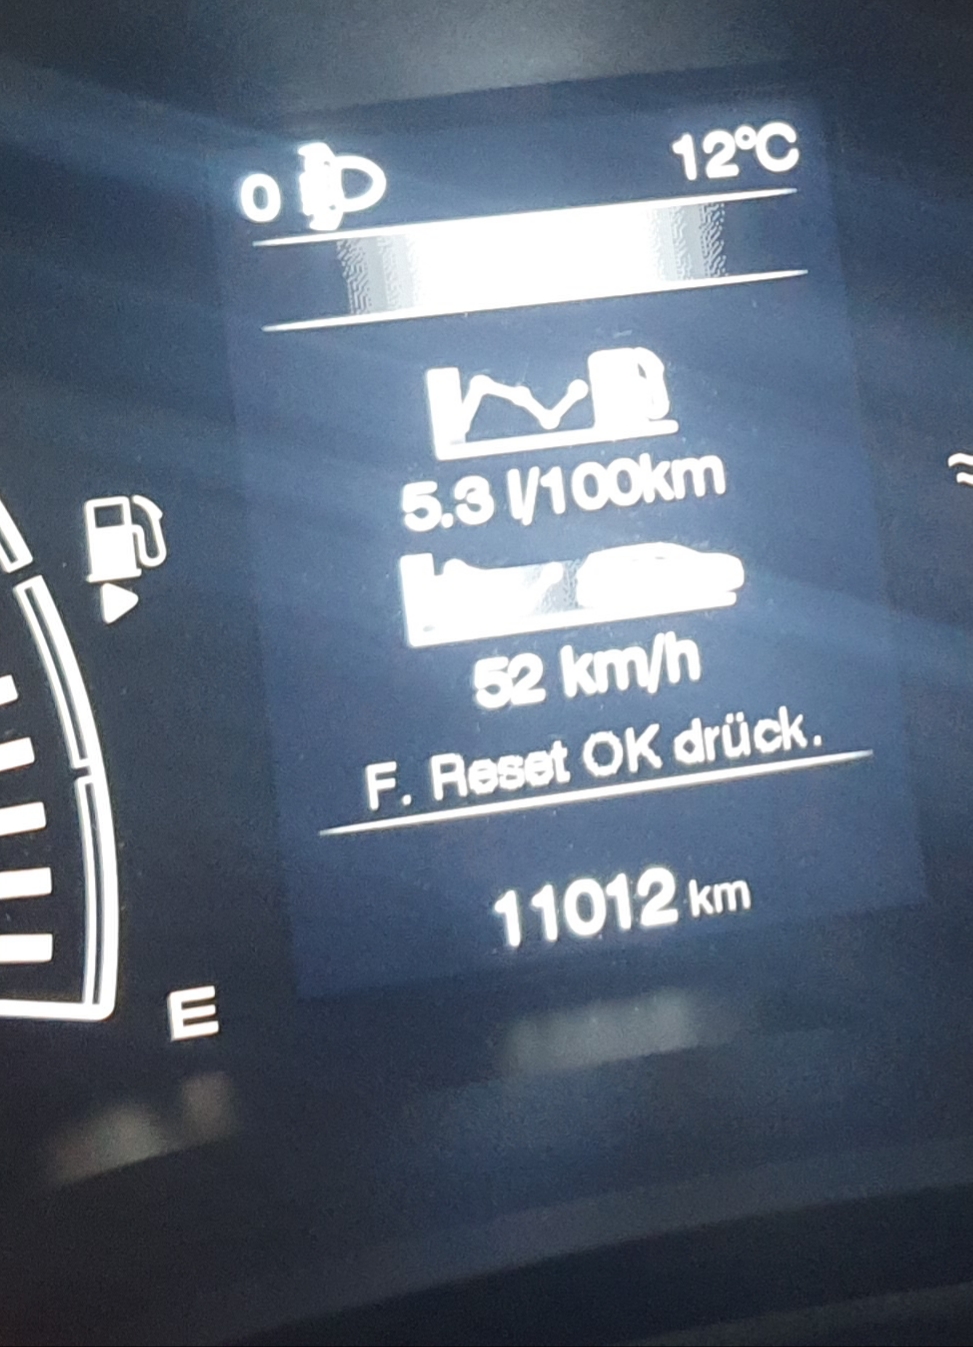 0 12°C
5.3 l/100km
52 km/h
F. Reset OK drück.
11012 km
E